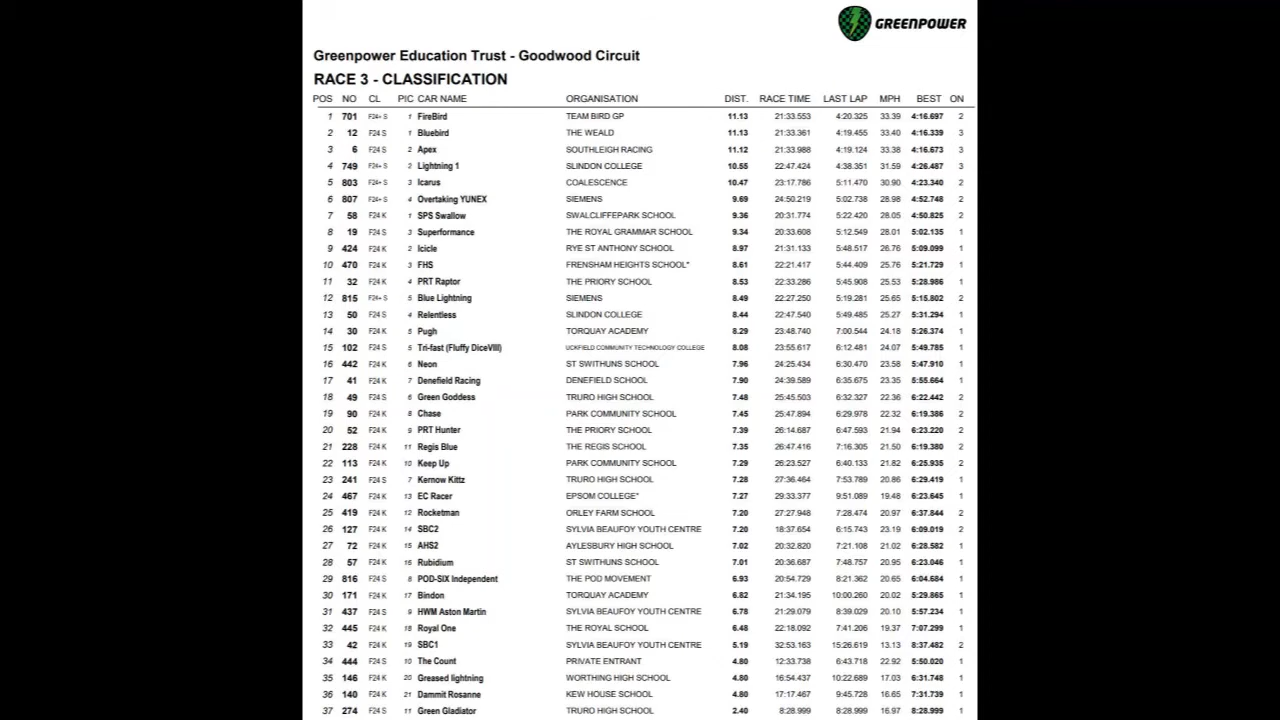 GREENPOWER
Greenpower Education Trust - Goodwood Circuit
RACE 3 - CLASSIFICATION
POS NO CL PIC CAR NAME ORGANISATION DIST. RACE TIME LAST LAP MPH BEST ON
1 701 F24+ S 1 FireBird TEAM BIRD GP 11.13 21:33.553 4:20.325 33.39 4:16.697 2
2 12 F24 S 1 Bluebird THE WEALD 11.13 21:33.361 4:19.455 33.40 4:16.339 3
3 6 F24 S 2 Apex SOUTHLEIGH RACING 11.12 21:33.988 4:19.124 33.38 4:16.673 3
4 749 F24+ S 2 Lightning 1 SLINDON COLLEGE 10.55 22:47.424 4:38.351 31.59 4:26.487 3
5 803 F24+ S 3 Icarus COALESCENCE 10.47 23:17.786 5:11.470 30.90 4:23.340 2
6 807 F24+ S 4 Overtaking YUNEX SIEMENS 9.69 24:50.219 5:02.738 28.98 4:52.748 2
7 58 F24 K 1 SPS Swallow SWALCLIFFEPARK SCHOOL 9.36 20:31.774 5:22.420 28.05 4:50.825 2
8 19 F24 S 3 Superformance THE ROYAL GRAMMAR SCHOOL 9.34 20:33.608 5:12.549 28.01 5:02.135 1
9 424 F24 K 2 Icicle RYE ST ANTHONY SCHOOL 8.97 21:31.133 5:48.517 26.76 5:09.099 1
10 470 F24 K 3 FHS FRENSHAM HEIGHTS SCHOOL* 8.61 22:21.417 5:44.409 25.76 5:21.729 1
11 32 F24 K 4 PRT Raptor THE PRIORY SCHOOL 8.53 22:33.286 5:45.908 25.53 5:28.986 1
12 815 F24+ S 5 Blue Lightning SIEMENS 8.49 22:27.250 5:19.281 25.65 5:15.802 2
13 50 F24 S 4 Relentless SLINDON COLLEGE 8.44 22:47.540 5:49.485 25.27 5:31.294 1
14 30 F24 K 5 Pugh TORQUAY ACADEMY 8.29 23:48.740 7:00.544 24.18 5:26.374 1
15 102 F24 S 5 Tri-fast (Fluffy DiceVIII) UCKFIELD COMMUNITY TECHNOLOGY COLLEGE 8.08 23:55.617 6:12.481 24.07 5:49.785 1
16 442 F24 K 6 Neon ST SWITHUNS SCHOOL 7.96 24:25.434 6:30.470 23.58 5:47.910 1
17 41 F24 K 7 Denefield Racing DENEFIELD SCHOOL 7.90 24:39.589 6:35.675 23.35 5:55.664 1
18 49 F24 S 6 Green Goddess TRURO HIGH SCHOOL 7.48 25:45.503 6:32.327 22.36 6:22.442 2
19 90 F24 K 8 Chase PARK COMMUNITY SCHOOL 7.45 25:47.894 6:29.978 22.32 6:19.386 2
20 52 F24 K 9 PRT Hunter THE PRIORY SCHOOL 7.39 26:14.687 6:47.593 21.94 6:23.220 2
21 228 F24 K 11 Regis Blue THE REGIS SCHOOL 7.35 26:47.416 7:16.305 21.50 6:19.380 2
22 113 F24 K 10 Keep Up PARK COMMUNITY SCHOOL 7.29 26:23.527 6:40.133 21.82 6:25.935 2
23 241 F24 S 7 Kernow Kittz TRURO HIGH SCHOOL 7.28 27:36.464 7:53.789 20.86 6:29.419 1
24 467 F24 K 13 EC Racer EPSOM COLLEGE* 7.27 29:33.377 9:51.089 19.48 6:23.645 1
25 419 F24 K 12 Rocketman ORLEY FARM SCHOOL 7.20 27:27.948 7:28.474 20.97 6:37.844 2
26 127 F24 K 14 SBC2 SYLVIA BEAUFOY YOUTH CENTRE 7.20 18:37.654 6:15.743 23.19 6:09.019 2
27 72 F24 K 15 AHS2 AYLESBURY HIGH SCHOOL 7.02 20:32.820 7:21.108 21.02 6:28.582 1
28 57 F24 K 16 Rubidium ST SWITHUNS SCHOOL 7.01 20:36.687 7:48.757 20.95 6:23.046 1
29 816 F24 S 8 POD-SIX Independent THE POD MOVEMENT 6.93 20:54.729 8:21.362 20.65 6:04.684 1
30 171 F24 K 17 Bindon TORQUAY ACADEMY 6.82 21:34.195 10:00.260 20.02 5:29.865 1
31 437 F24 S 9 HWM Aston Martin SYLVIA BEAUFOY YOUTH CENTRE 6.78 21:29.079 8:39.029 20.10 5:57.234 1
32 445 F24 K 18 Royal One THE ROYAL SCHOOL 6.48 22:18.092 7:41.206 19.37 7:07.299 1
33 42 F24 K 19 SBC1 SYLVIA BEAUFOY YOUTH CENTRE 5.19 32:53.163 15:26.619 13.13 8:37.482 2
34 444 F24 S 10 The Count PRIVATE ENTRANT 4.80 12:33.738 6:43.718 22.92 5:50.020 1
35 146 F24 K 20 Greased lightning WORTHING HIGH SCHOOL 4.80 16:54.437 10:22.689 17.03 6:31.748 1
36 140 F24 K 21 Dammit Rosanne KEW HOUSE SCHOOL 4.80 17:17.467 9:45.728 16.65 7:31.739 1
37 274 F24 S 11 Green Gladiator TRURO HIGH SCHOOL 2.40 8:28.999 8:28.999 16.97 8:28.999 1